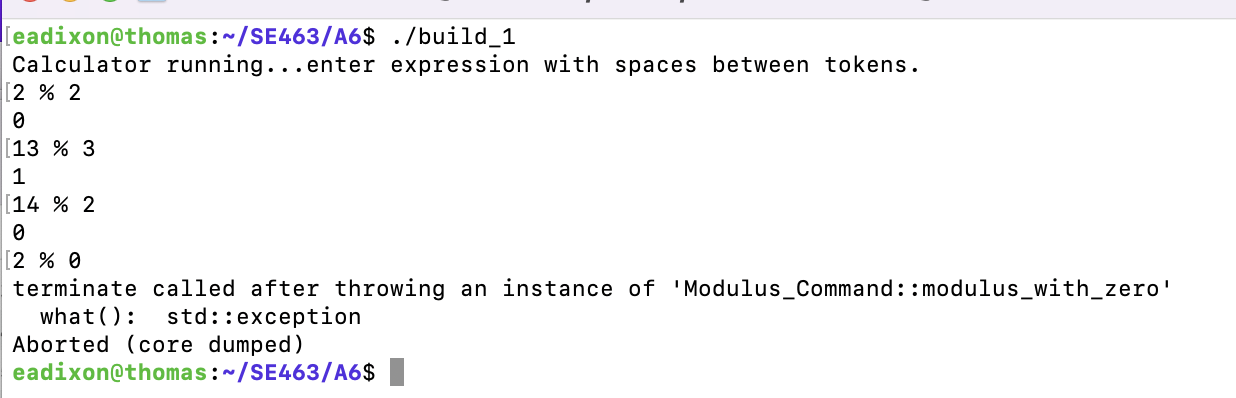 [eadixon@thomas:~/SE463/A6$ ./build_1
Calculator running...enter expression with spaces between tokens.
[2 % 2
0
[13 % 3
1
[14 % 2
0
[2 % 0
terminate called after throwing an instance of 'Modulus_Command::modulus_with_zero'
  what():  std::exception
Aborted (core dumped)
eadixon@thomas:~/SE463/A6$